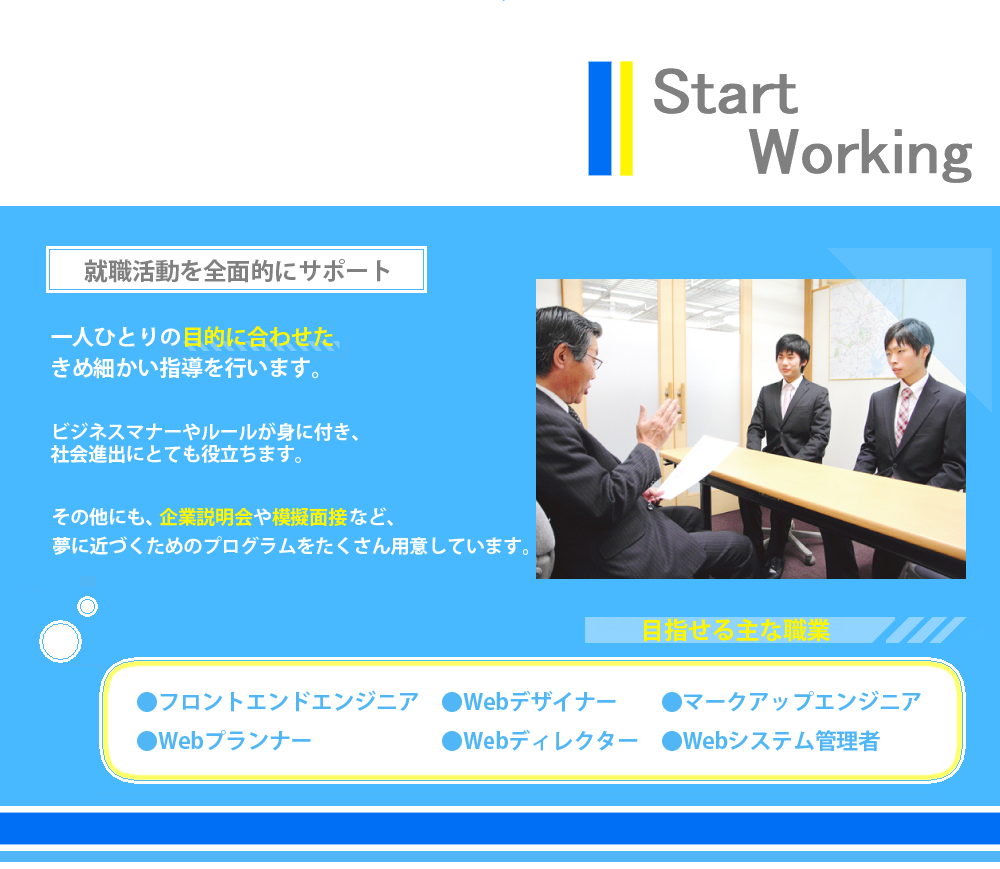 Start
Working
就職活動を全面的にサポート
一人ひとりの目的に合わせた
きめ細かい指導を行います。
ビジネスマナーやルールが身に付き、
社会進出にとても役立ちます。
その他にも、企業説明会や模擬面接など、
夢に近づくためのプログラムをたくさん用意しています。
目指せる主な職業
●フロントエンドエンジニア ●Webデザイナー ●マークアップエンジニア
●Webプランナー ●Webディレクター ●Webシステム管理者